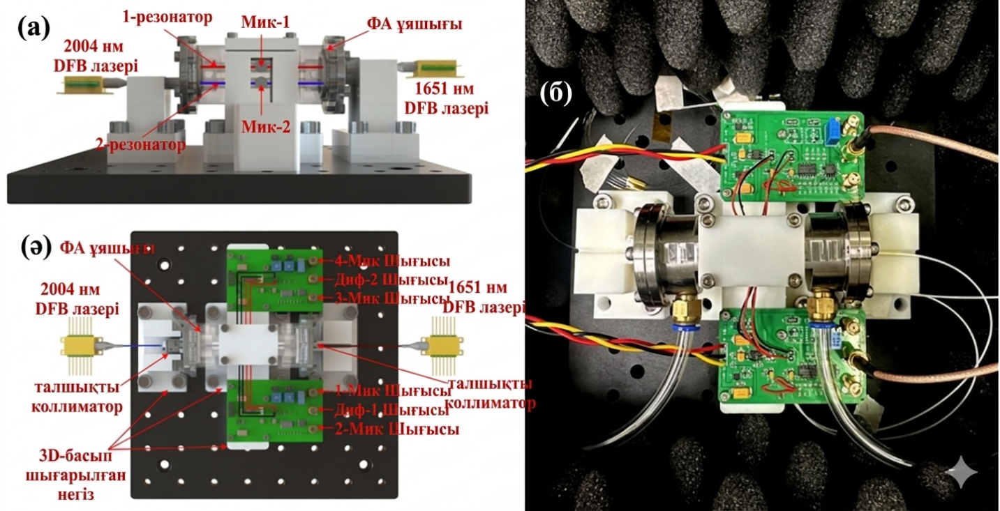 (а)
1-резонатор
Мик-1
ФА ұяшығы
2004 нм
DFB лазері
1651 нм
DFB лазері
Мик-2
2-резонатор
(ә)
ФА ұяшығы
4-Мик Шығысы
Диф-2 Шығысы
3-Мик Шығысы
2004 нм
DFB лазері
1651 нм
DFB лазері
талшықты
коллиматор
1-Мик Шығысы
Диф-1 Шығысы
2-Мик Шығысы
талшықты
коллиматор
3D-басып
шығарылған
негіз
(б)